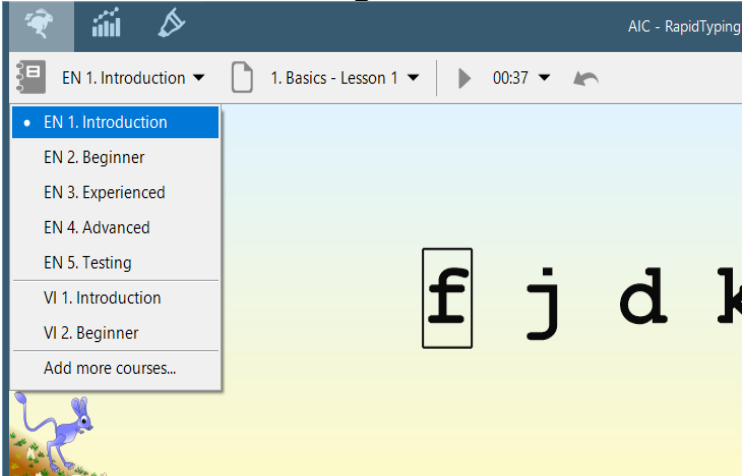 AIC - RapidTyping
EN 1. Introduction 1. Basics - Lesson 1 00:37
EN 1. Introduction
EN 2. Beginner
EN 3. Experienced
EN 4. Advanced
EN 5. Testing
VI 1. Introduction
VI 2. Beginner
Add more courses...
f j d k